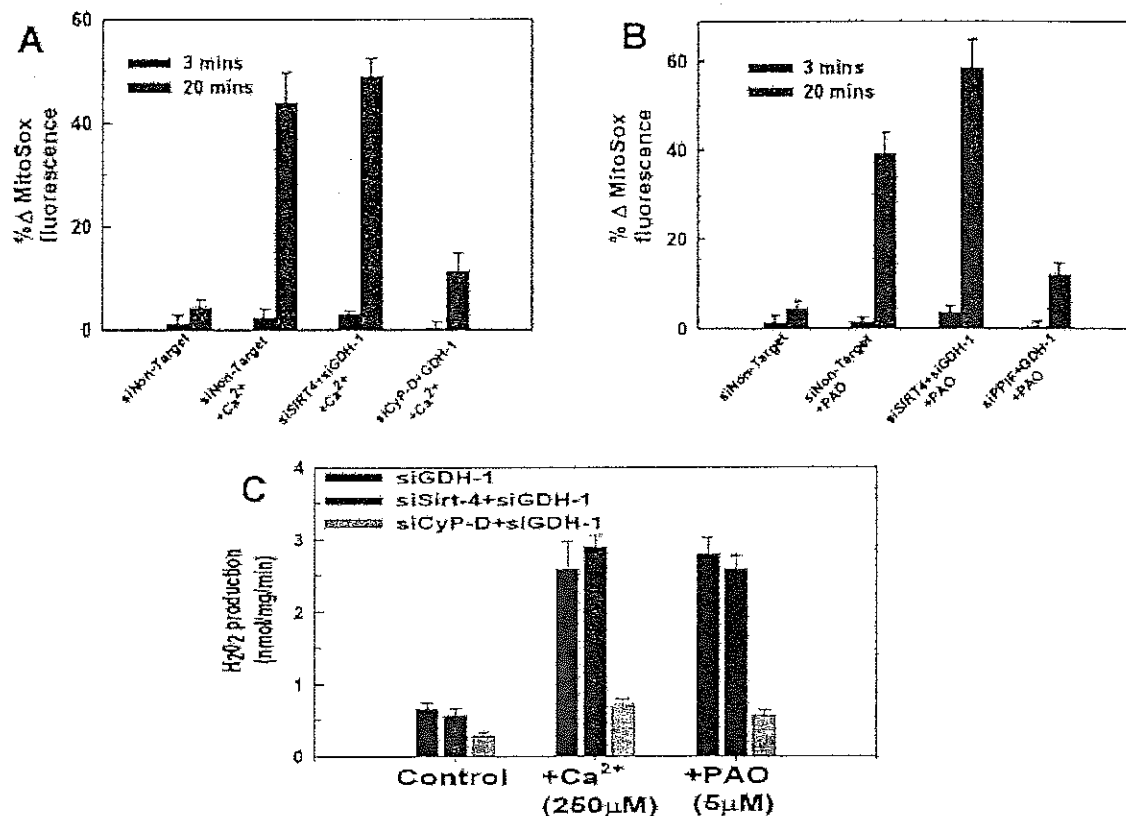 A
60
40
20
0
% Δ MitoSox
fluorescence
3 mins
20 mins
siNon-Target
siNon-Target
+Ca²⁺
siSIRT4+siGDH-1
+Ca²⁺
siCyP-D+GDH-1
+Ca²⁺
B
60
40
20
0
% Δ MitoSox
fluorescence
3 mins
20 mins
siNon-Target
siNon-Target
+PAO
siSIRT4+siGDH-1
+PAO
siPPIF+GDH-1
+PAO
C
4
3
2
1
0
H₂O₂ production
(nmol/mg/min)
siGDH-1
siSirt-4+siGDH-1
siCyP-D+siGDH-1
Control
+Ca²⁺
(250μM)
+PAO
(5μM)